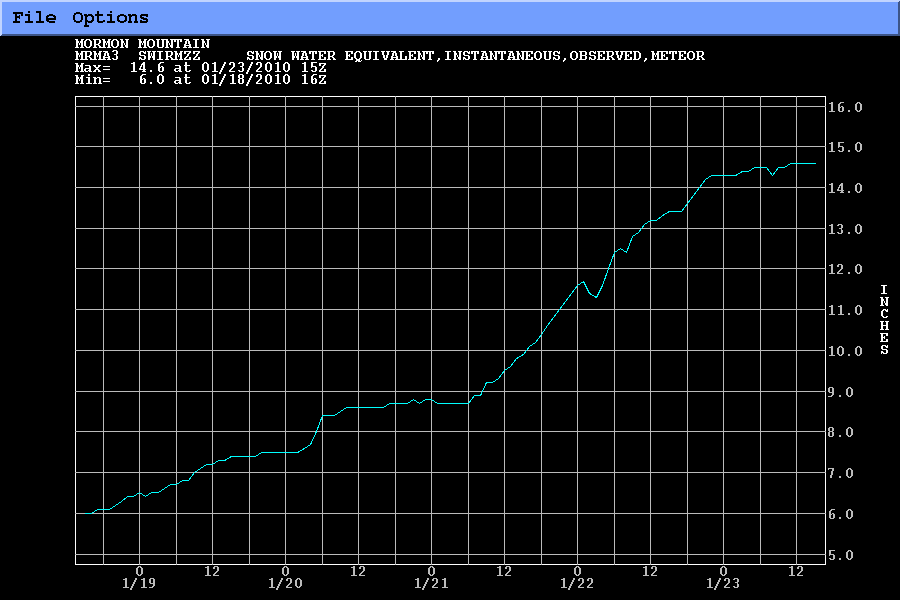 File Options
MORMON MOUNTAIN
MRMA3 SWIRMZZ SNOW WATER EQUIVALENT,INSTANTANEOUS,OBSERVED,METEOR
Max= 14.6 at 01/23/2010 15Z
Min= 6.0 at 01/18/2010 16Z
16.0
15.0
14.0
13.0
12.0
11.0
10.0
9.0
8.0
7.0
6.0
5.0
INCHES
0 12 0 12 0 12 0 12 0 12
1/19 1/20 1/21 1/22 1/23